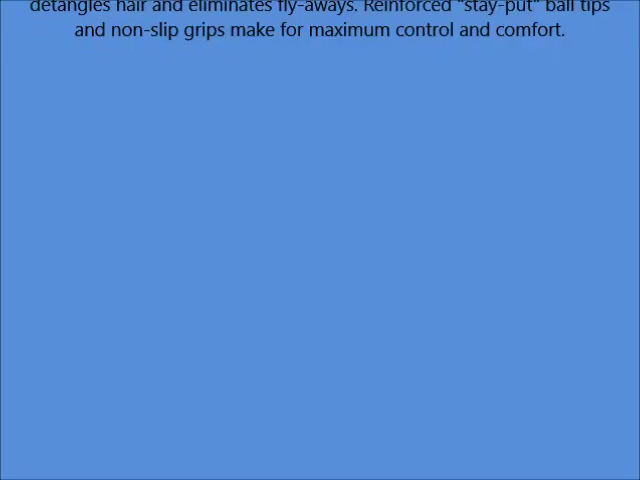 detangles hair and eliminates fly-aways. Reinforced "stay-put" ball tips
and non-slip grips make for maximum control and comfort.